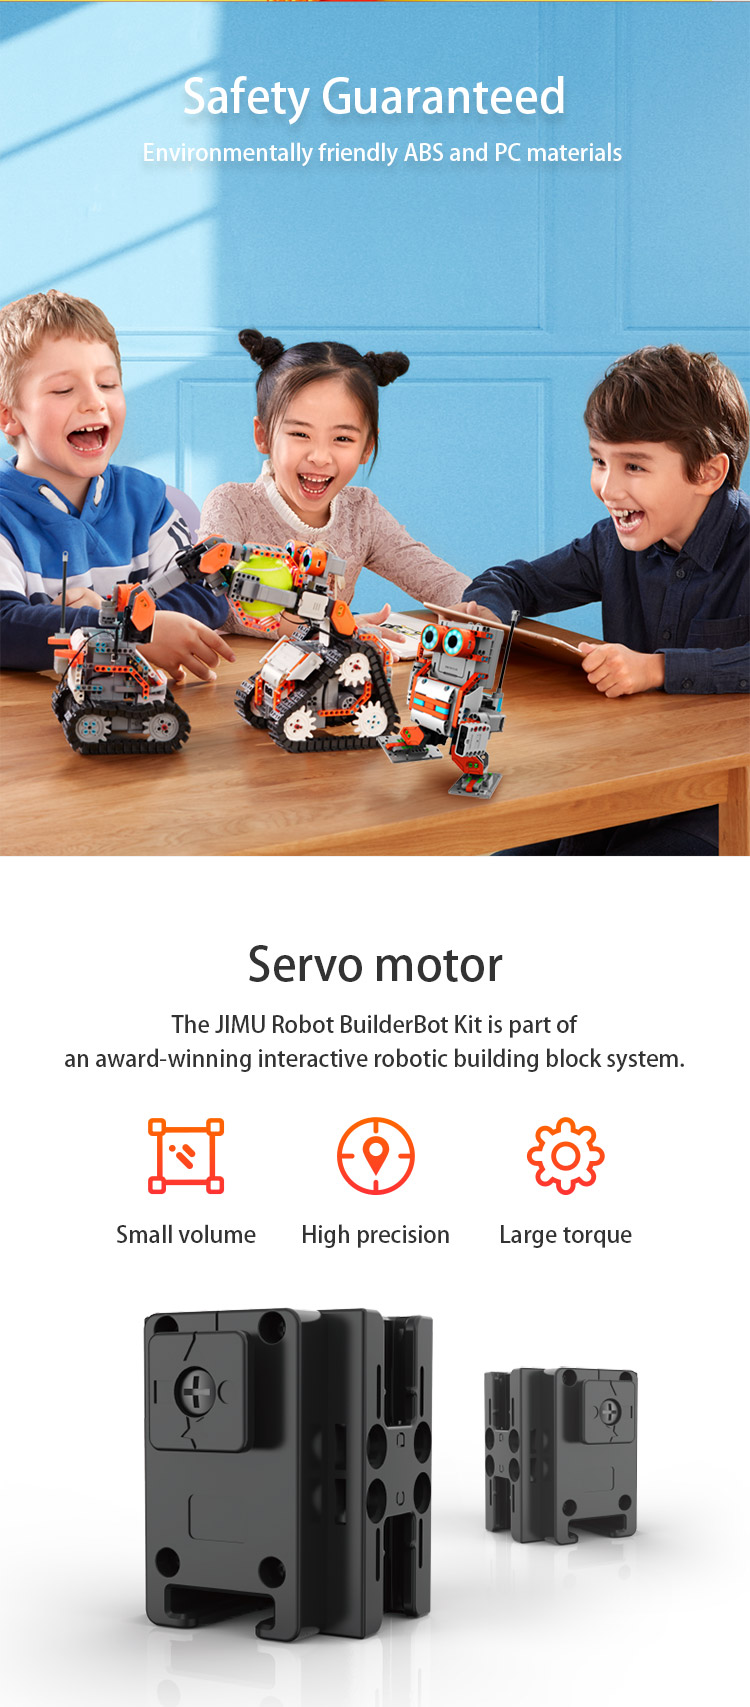 Safety Guaranteed
Environmentally friendly ABS and PC materials
Servo motor
The JIMU Robot BuilderBot Kit is part of
an award-winning interactive robotic building block system.
Small volume
High precision
Large torque